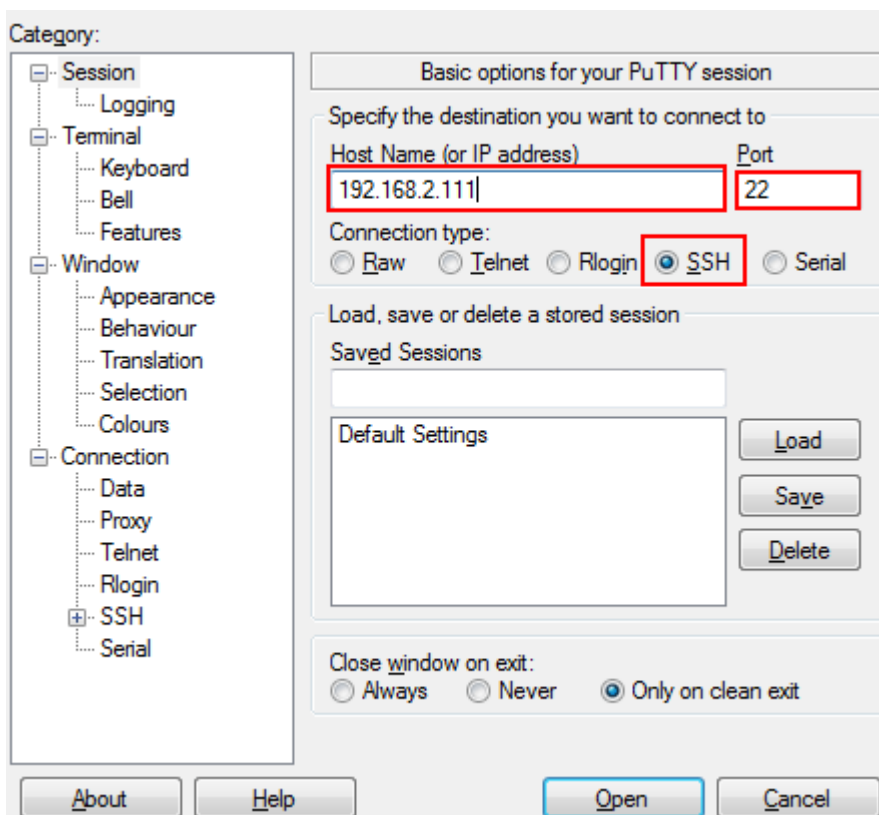 Category:
Session
Logging
Terminal
Keyboard
Bell
Features
Window
Appearance
Behaviour
Translation
Selection
Colours
Connection
Data
Proxy
Telnet
Rlogin
SSH
Serial
Basic options for your PuTTY session
Specify the destination you want to connect to
Host Name (or IP address) Port
192.168.2.111 22
Connection type:
Raw Telnet Rlogin SSH Serial
Load, save or delete a stored session
Saved Sessions
Default Settings
Load
Save
Delete
Close window on exit:
Always Never Only on clean exit
About Help Open Cancel